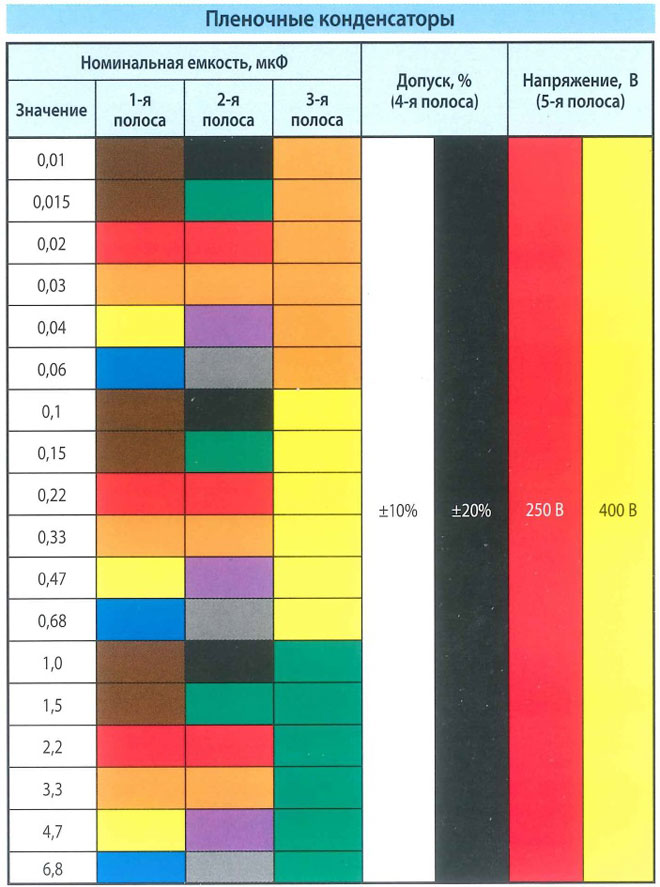 Пленочные конденсаторы
Номинальная емкость, мкФ
Допуск, %
(4-я полоса)
Напряжение, В
(5-я полоса)
Значение
1-я
полоса
2-я
полоса
3-я
полоса
0,01
0,015
0,02
0,03
0,04
0,06
0,1
0,15
0,22
±10%
±20%
250 В
400 В
0,33
0,47
0,68
1,0
1,5
2,2
3,3
4,7
6,8